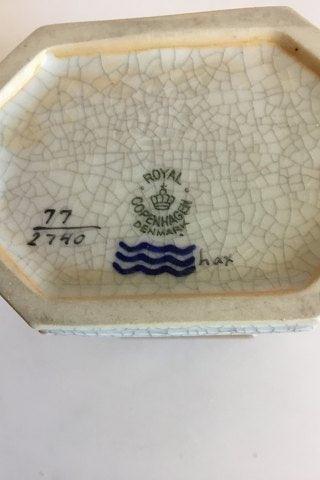 ROYAL
COPENHAGEN
DENMARK
77
2740
hax